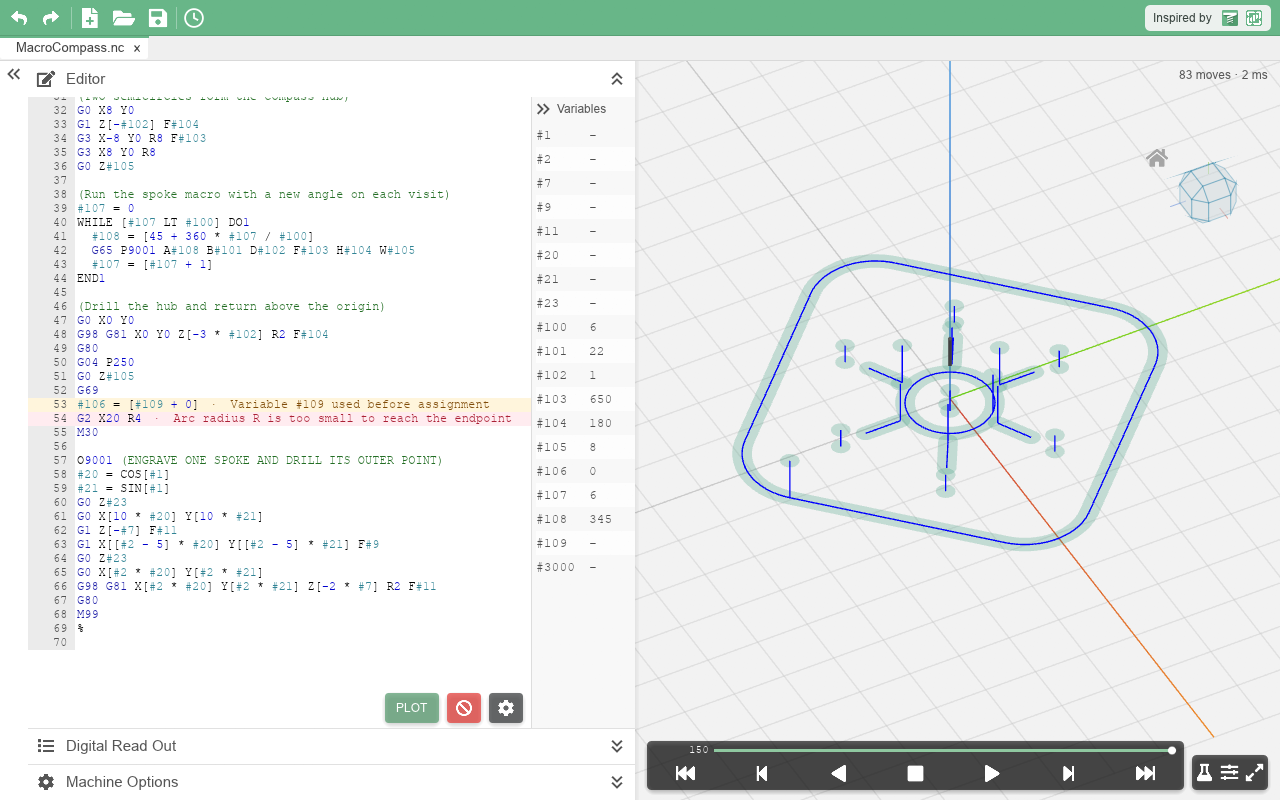 Inspired by
MacroCompass.nc x
Editor
31 (Two semicircles form the compass hub)
32 G0 X8 Y0
33 G1 Z[-#102] F#104
34 G3 X-8 Y0 R8 F#103
35 G3 X8 Y0 R8
36 G0 Z#105
37
38 (Run the spoke macro with a new angle on each visit)
39 #107 = 0
40 WHILE [#107 LT #100] DO1
41 #108 = [45 + 360 * #107 / #100]
42 G65 P9001 A#108 B#101 D#102 F#103 H#104 W#105
43 #107 = [#107 + 1]
44 END1
45
46 (Drill the hub and return above the origin)
47 G0 X0 Y0
48 G98 G81 X0 Y0 Z[-3 * #102] R2 F#104
49 G80
50 G04 P250
51 G0 Z#105
52 G69
53 #106 = [#109 + 0] · Variable #109 used before assignment
54 G2 X20 R4 · Arc radius R is too small to reach the endpoint
55 M30
56
57 O9001 (ENGRAVE ONE SPOKE AND DRILL ITS OUTER POINT)
58 #20 = COS[#1]
59 #21 = SIN[#1]
60 G0 Z#23
61 G0 X[10 * #20] Y[10 * #21]
62 G1 Z[-#7] F#11
63 G1 X[[#2 - 5] * #20] Y[[#2 - 5] * #21] F#9
64 G0 Z#23
65 G0 X[#2 * #20] Y[#2 * #21]
66 G98 G81 X[#2 * #20] Y[#2 * #21] Z[-2 * #7] R2 F#11
67 G80
68 M99
69 %
70
PLOT
Variables
#1 –
#2 –
#7 –
#9 –
#11 –
#20 –
#21 –
#23 –
#100 6
#101 22
#102 1
#103 650
#104 180
#105 8
#106 0
#107 6
#108 345
#109 –
#3000 –
Digital Read Out
Machine Options
83 moves · 2 ms
150